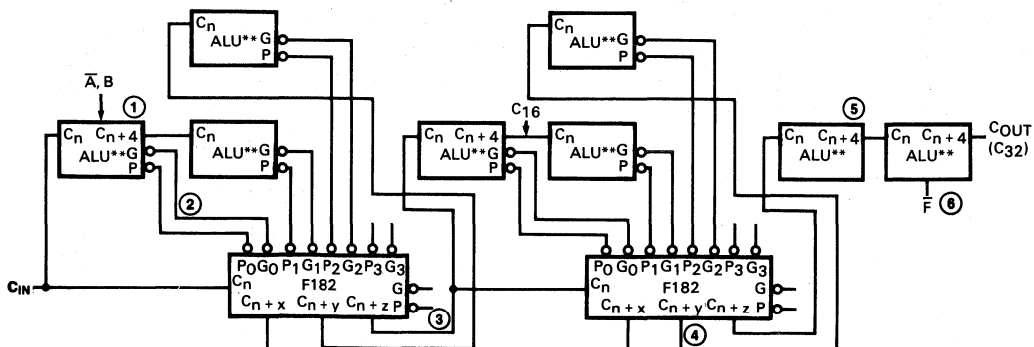 Cn
ALU** G
P
Cn
ALU** G
P
A̅, B
①
Cn Cn + 4
ALU** G
P
Cn
ALU** G
P
②
C16
Cn Cn + 4
ALU** G
P
Cn
ALU** G
P
⑤
Cn Cn + 4
ALU**
Cn Cn + 4
ALU**
COUT
(C32)
F̅ ⑥
CIN
P0 G0 P1 G1 P2 G2 P3 G3
Cn F182 G
Cn + x Cn + y Cn + z P
③
P0 G0 P1 G1 P2 G2 P3 G3
Cn F182 G
Cn + x Cn + y Cn + z P
④